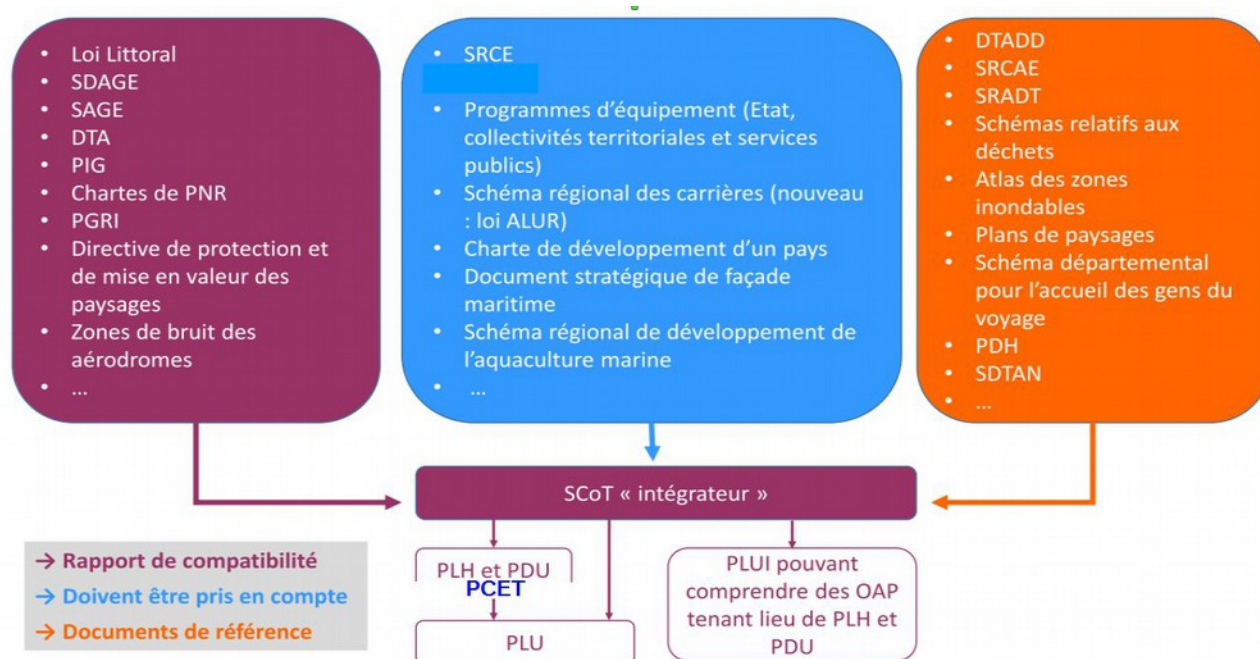 • Loi Littoral
• SDAGE
• SAGE
• DTA
• PIG
• Chartes de PNR
• PGRI
• Directive de protection et
de mise en valeur des
paysages
• Zones de bruit des
aérodromes
• ...
• SRCE
• Programmes d'équipement (Etat,
collectivités territoriales et services
publics)
• Schéma régional des carrières (nouveau
: loi ALUR)
• Charte de développement d'un pays
• Document stratégique de façade
maritime
• Schéma régional de développement de
l'aquaculture marine
• ...
• DTADD
• SRCAE
• SRADT
• Schémas relatifs aux
déchets
• Atlas des zones
inondables
• Plans de paysages
• Schéma départemental
pour l'accueil des gens du
voyage
• PDH
• SDTAN
• ...
SCoT « intégrateur »
→ Rapport de compatibilité
→ Doivent être pris en compte
→ Documents de référence
PLH et PDU
PCET
PLU
PLUI pouvant
comprendre des OAP
tenant lieu de PLH et
PDU